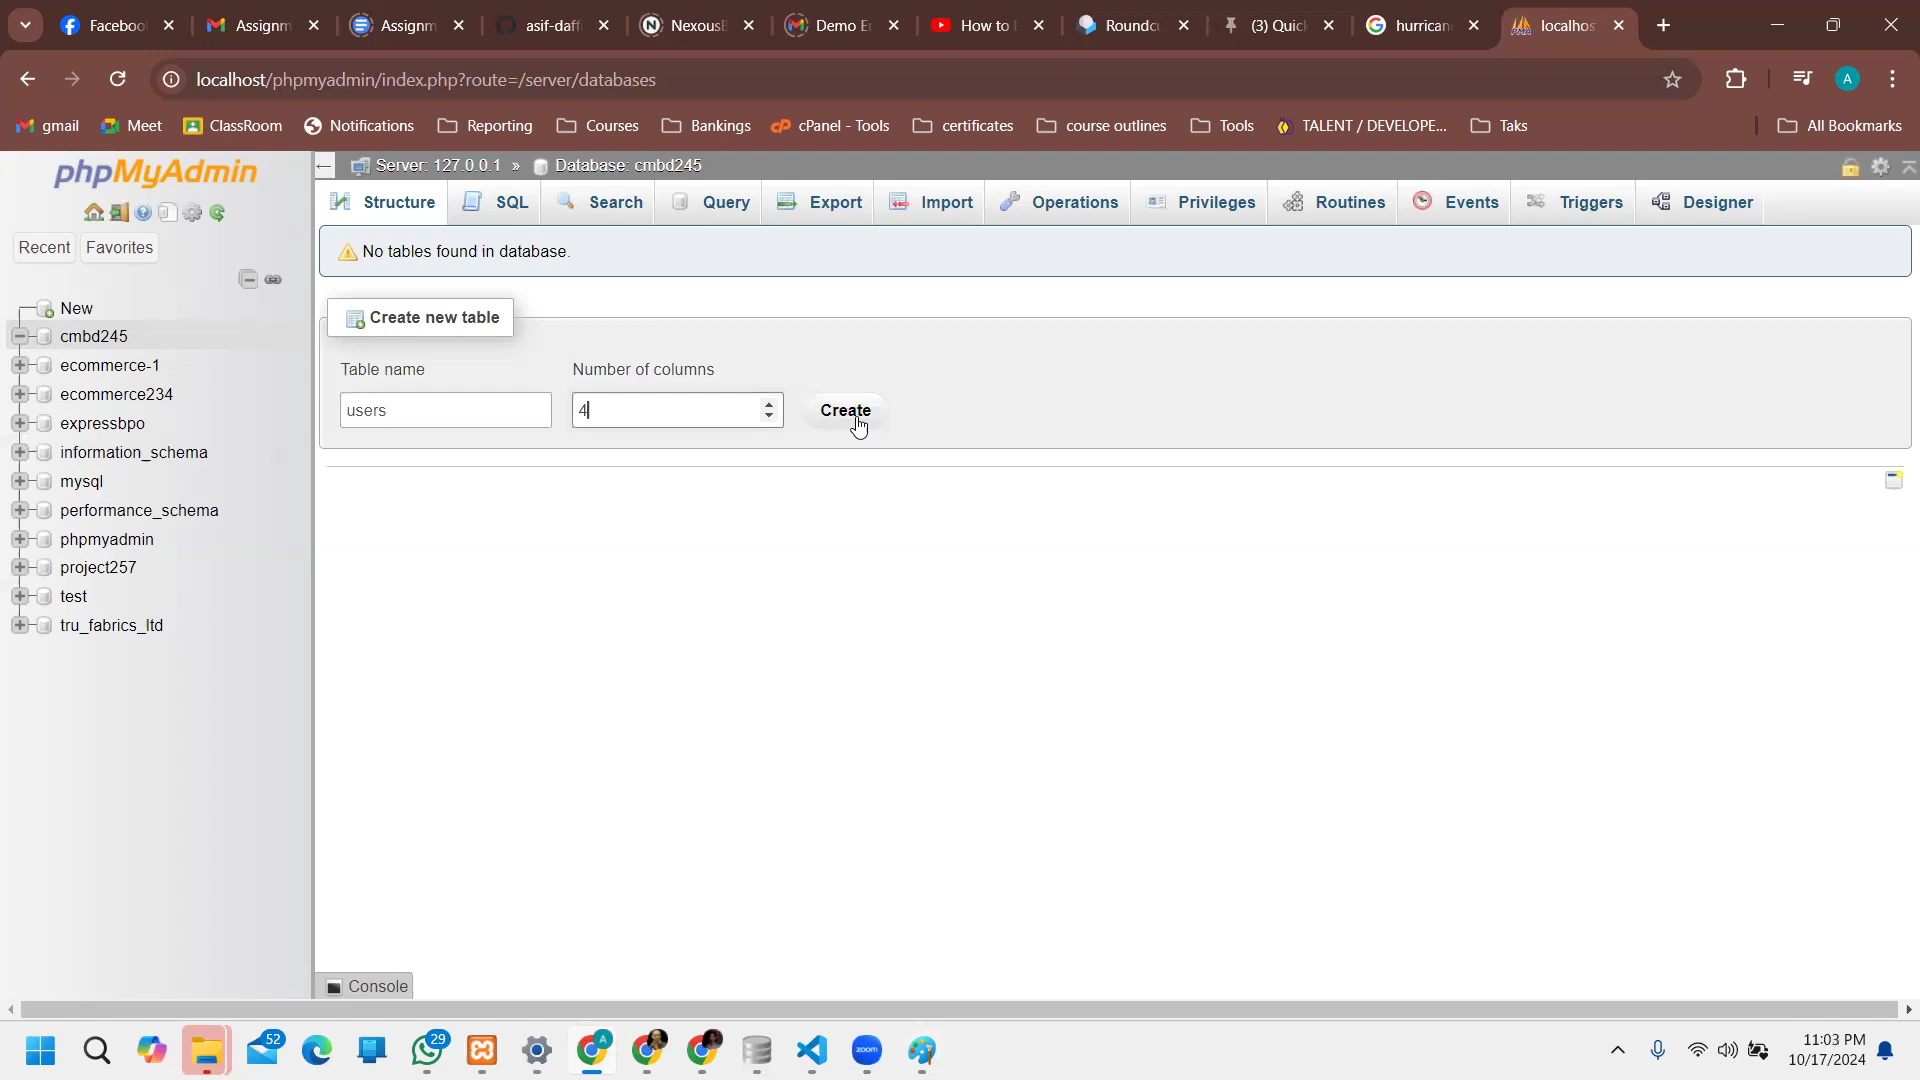 Faceboo
Assignm
Assignm
asif-daff
NexousB
Demo Er
How to
Roundcu
(3) Quick
hurrican
localhos
localhost/phpmyadmin/index.php?route=/server/databases
A
gmail
Meet
ClassRoom
Notifications
Reporting
Courses
Bankings
cPanel - Tools
certificates
course outlines
Tools
TALENT / DEVELOPE...
Taks
All Bookmarks
phpMyAdmin
Recent
Favorites
New
cmbd245
ecommerce-1
ecommerce234
expressbpo
information_schema
mysql
performance_schema
phpmyadmin
project257
test
tru_fabrics_ltd
Server: 127.0.0.1 » Database: cmbd245
Structure
SQL
Search
Query
Export
Import
Operations
Privileges
Routines
Events
Triggers
Designer
No tables found in database.
Create new table
Table name
Number of columns
users
4
Create
Console
52
29
A
zoom
11:03 PM
10/17/2024